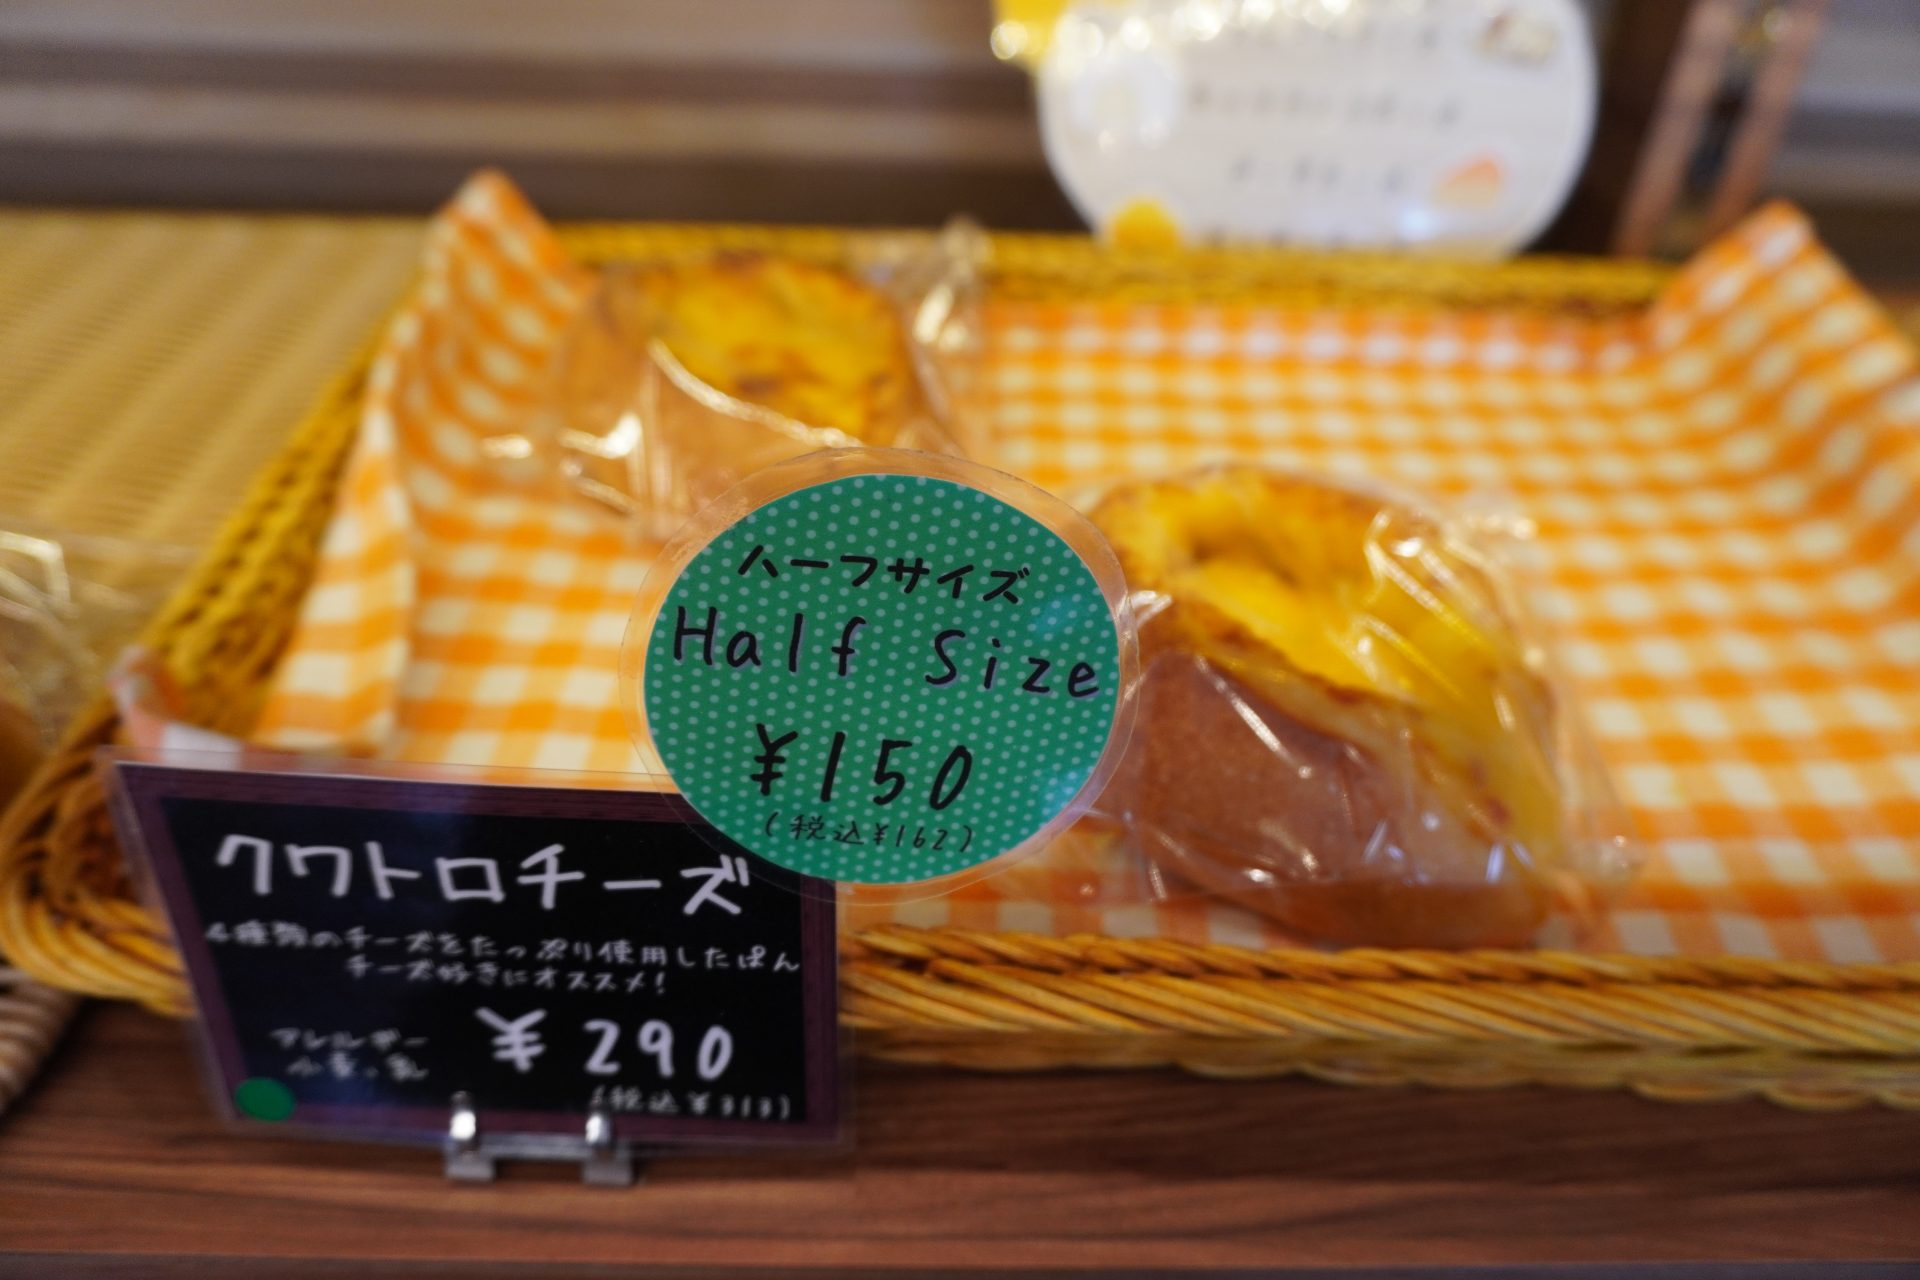 ハーフサイズ
Half Size
¥150
(税込¥162)
クワトロチーズ
4種類のチーズをたっぷり使用したぱん
チーズ好きにオススメ！
アレルギー
小麦、乳
¥290
(税込¥313)